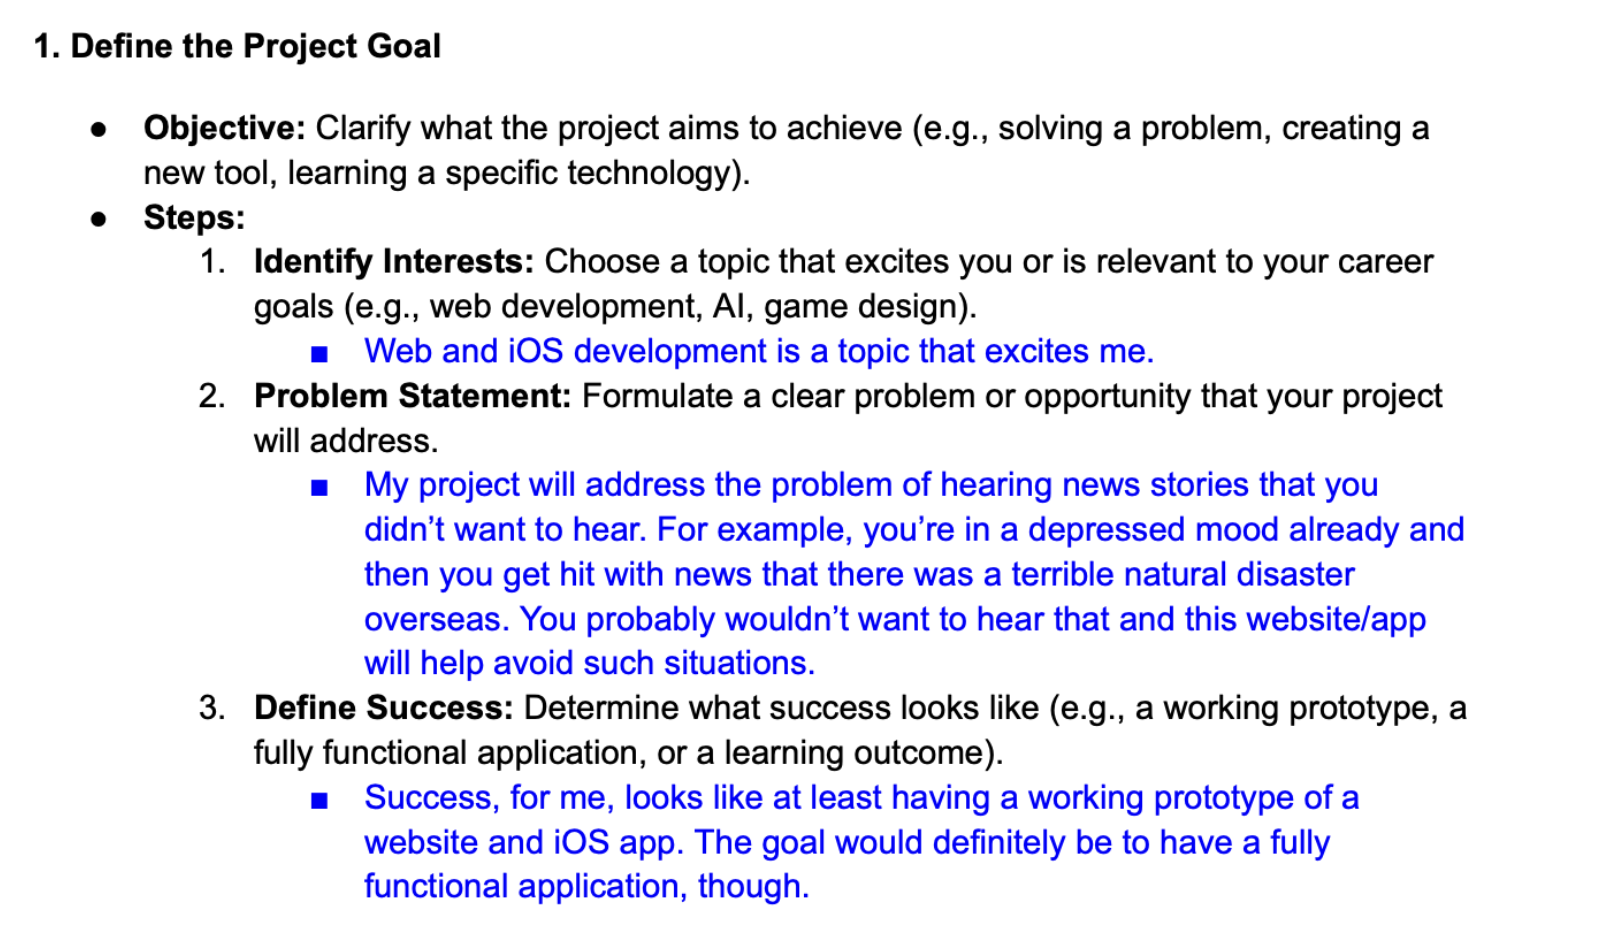 1. Define the Project Goal
● Objective: Clarify what the project aims to achieve (e.g., solving a problem, creating a
new tool, learning a specific technology).
● Steps:
1. Identify Interests: Choose a topic that excites you or is relevant to your career
goals (e.g., web development, AI, game design).
■ Web and iOS development is a topic that excites me.
2. Problem Statement: Formulate a clear problem or opportunity that your project
will address.
■ My project will address the problem of hearing news stories that you
didn’t want to hear. For example, you’re in a depressed mood already and
then you get hit with news that there was a terrible natural disaster
overseas. You probably wouldn’t want to hear that and this website/app
will help avoid such situations.
3. Define Success: Determine what success looks like (e.g., a working prototype, a
fully functional application, or a learning outcome).
■ Success, for me, looks like at least having a working prototype of a
website and iOS app. The goal would definitely be to have a fully
functional application, though.